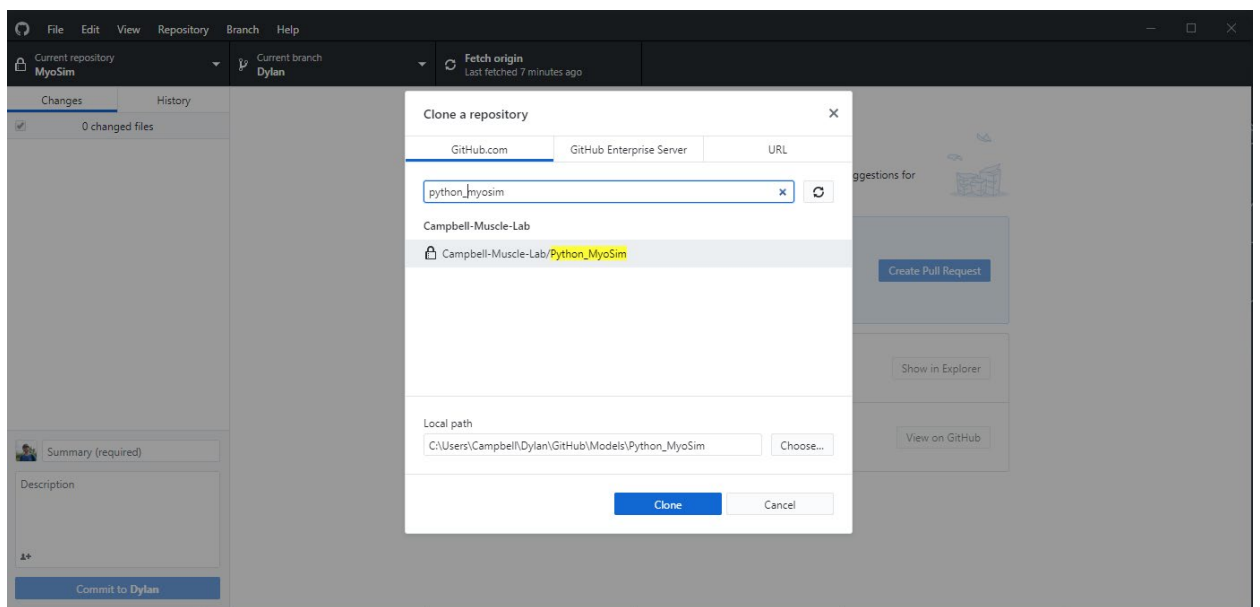 File Edit View Repository Branch Help
Current repository
MyoSim
Current branch
Dylan
Fetch origin
Last fetched 7 minutes ago
Changes History
0 changed files
Clone a repository
GitHub.com GitHub Enterprise Server URL
python_myosim
ggestions for
Campbell-Muscle-Lab
Campbell-Muscle-Lab/Python_MyoSim
Create Pull Request
Show in Explorer
Local path
C:\Users\Campbell\Dylan\GitHub\Models\Python_MyoSim Choose...
View on GitHub
Summary (required)
Description
Clone Cancel
Commit to Dylan